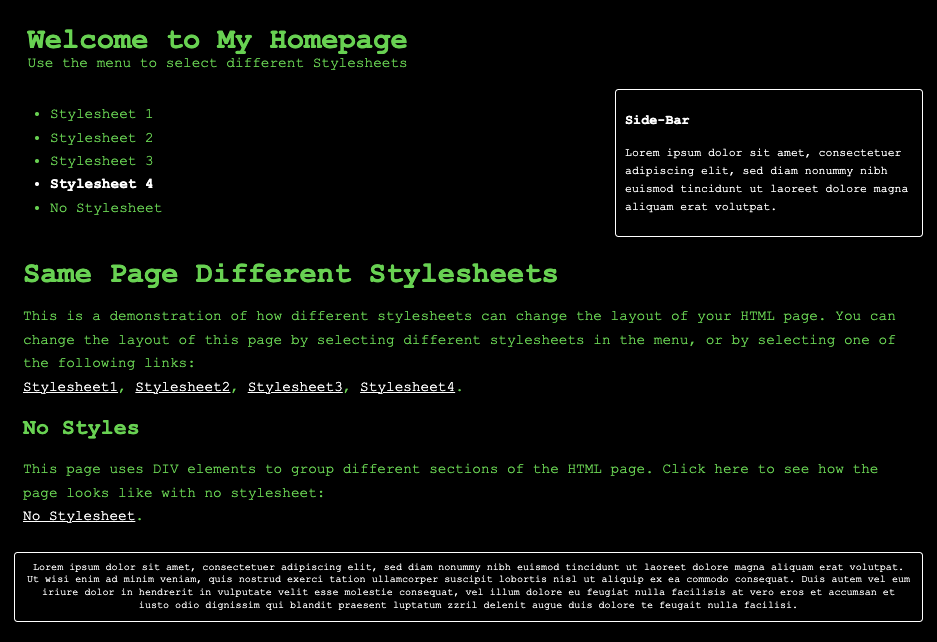 Welcome to My Homepage
Use the menu to select different Stylesheets
Stylesheet 1
Stylesheet 2
Stylesheet 3
Stylesheet 4
No Stylesheet
Side-Bar
Lorem ipsum dolor sit amet, consectetuer
adipiscing elit, sed diam nonummy nibh
euismod tincidunt ut laoreet dolore magna
aliquam erat volutpat.
Same Page Different Stylesheets
This is a demonstration of how different stylesheets can change the layout of your HTML page. You can
change the layout of this page by selecting different stylesheets in the menu, or by selecting one of
the following links:
Stylesheet1, Stylesheet2, Stylesheet3, Stylesheet4.
No Styles
This page uses DIV elements to group different sections of the HTML page. Click here to see how the
page looks like with no stylesheet:
No Stylesheet.
Lorem ipsum dolor sit amet, consectetuer adipiscing elit, sed diam nonummy nibh euismod tincidunt ut laoreet dolore magna aliquam erat volutpat.
Ut wisi enim ad minim veniam, quis nostrud exerci tation ullamcorper suscipit lobortis nisl ut aliquip ex ea commodo consequat. Duis autem vel eum
iriure dolor in hendrerit in vulputate velit esse molestie consequat, vel illum dolore eu feugiat nulla facilisis at vero eros et accumsan et
iusto odio dignissim qui blandit praesent luptatum zzril delenit augue duis dolore te feugait nulla facilisi.